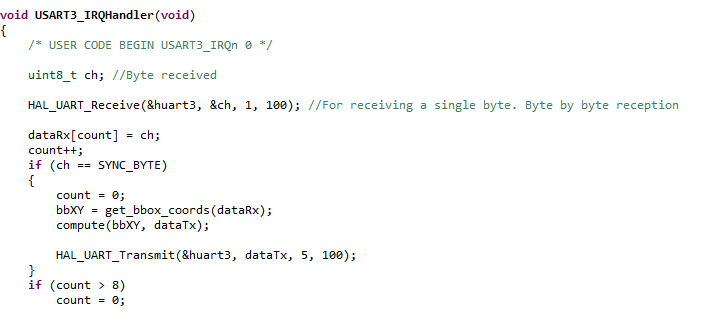 void USART3_IRQHandler(void)
{
/* USER CODE BEGIN USART3_IRQn 0 */
uint8_t ch; //Byte received
HAL_UART_Receive(&huart3, &ch, 1, 100); //For receiving a single byte. Byte by byte reception
dataRx[count] = ch;
count++;
if (ch == SYNC_BYTE)
{
count = 0;
bbXY = get_bbox_coords(dataRx);
compute(bbXY, dataTx);
HAL_UART_Transmit(&huart3, dataTx, 5, 100);
}
if (count > 8)
count = 0;